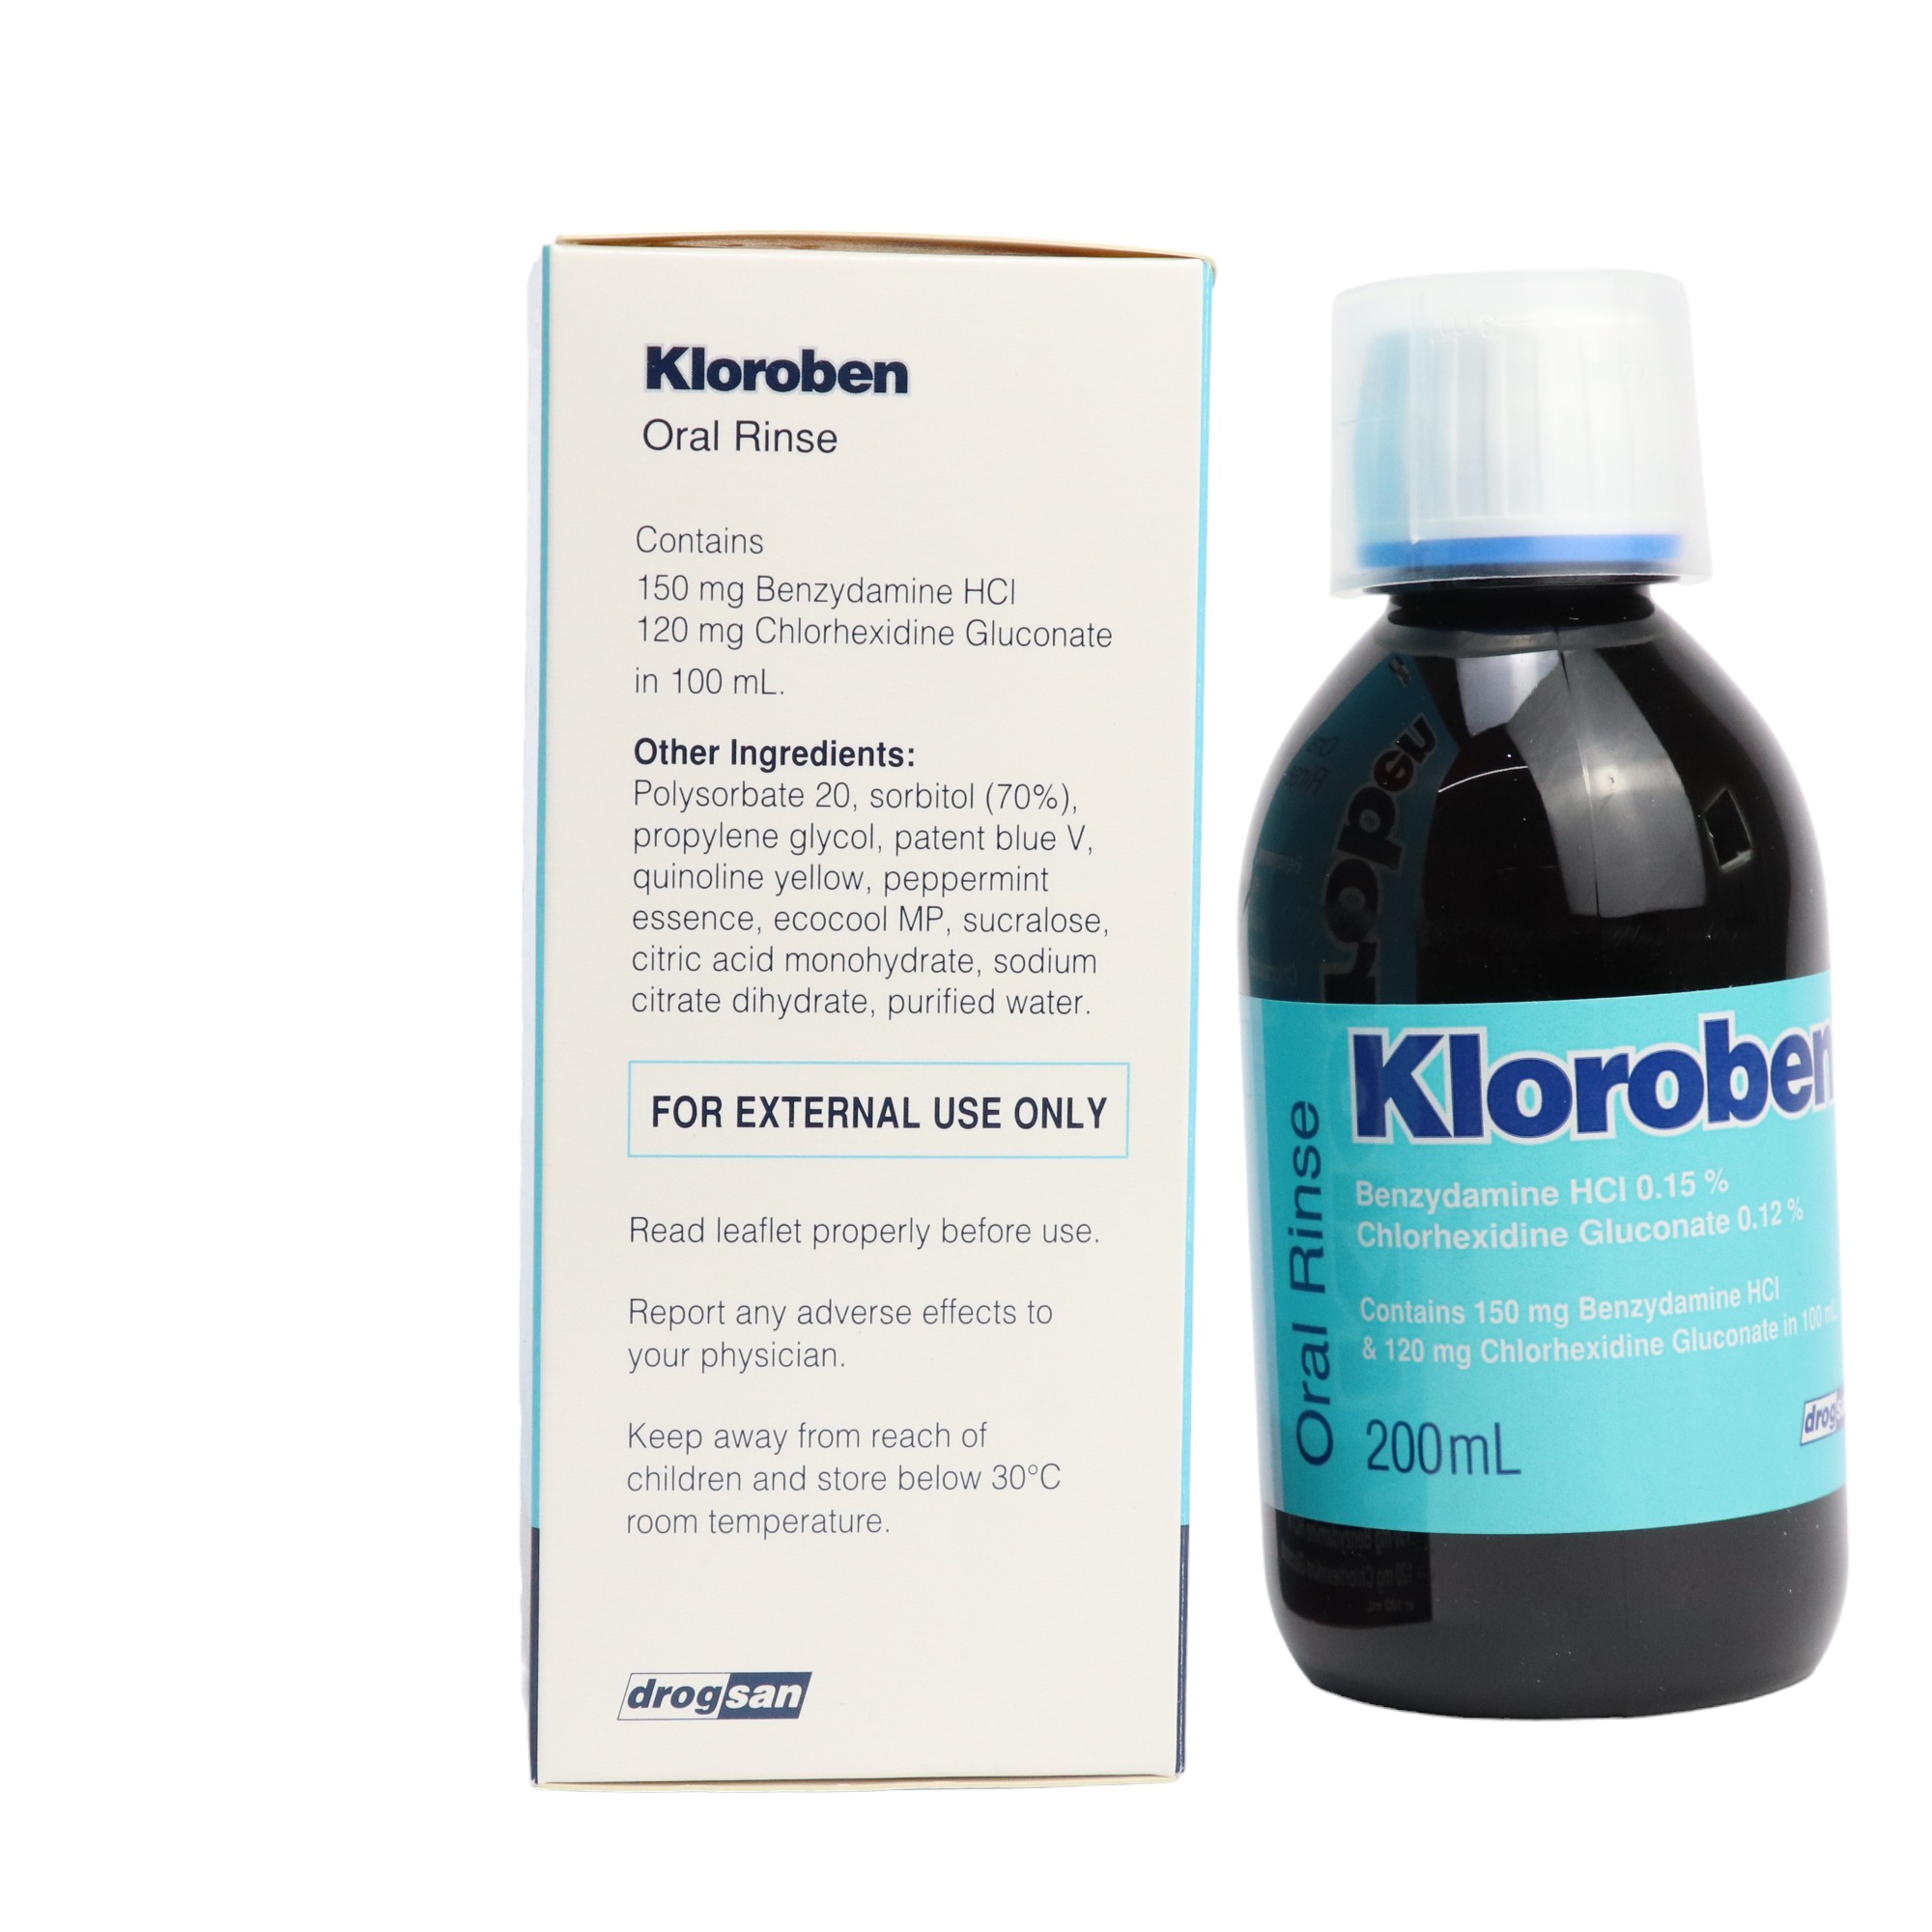 Kloroben
Oral Rinse
Contains
150 mg Benzydamine HCl
120 mg Chlorhexidine Gluconate
in 100 mL.
Other Ingredients:
Polysorbate 20, sorbitol (70%),
propylene glycol, patent blue V,
quinoline yellow, peppermint
essence, ecocool MP, sucralose,
citric acid monohydrate, sodium
citrate dihydrate, purified water.
FOR EXTERNAL USE ONLY
Read leaflet properly before use.
Report any adverse effects to
your physician.
Keep away from reach of
children and store below 30°C
room temperature.
drogsan
Kloroben
Oral Rinse
Benzydamine HCl 0.15 %
Chlorhexidine Gluconate 0.12 %
Contains 150 mg Benzydamine HCl
& 120 mg Chlorhexidine Gluconate in 100 mL
200mL